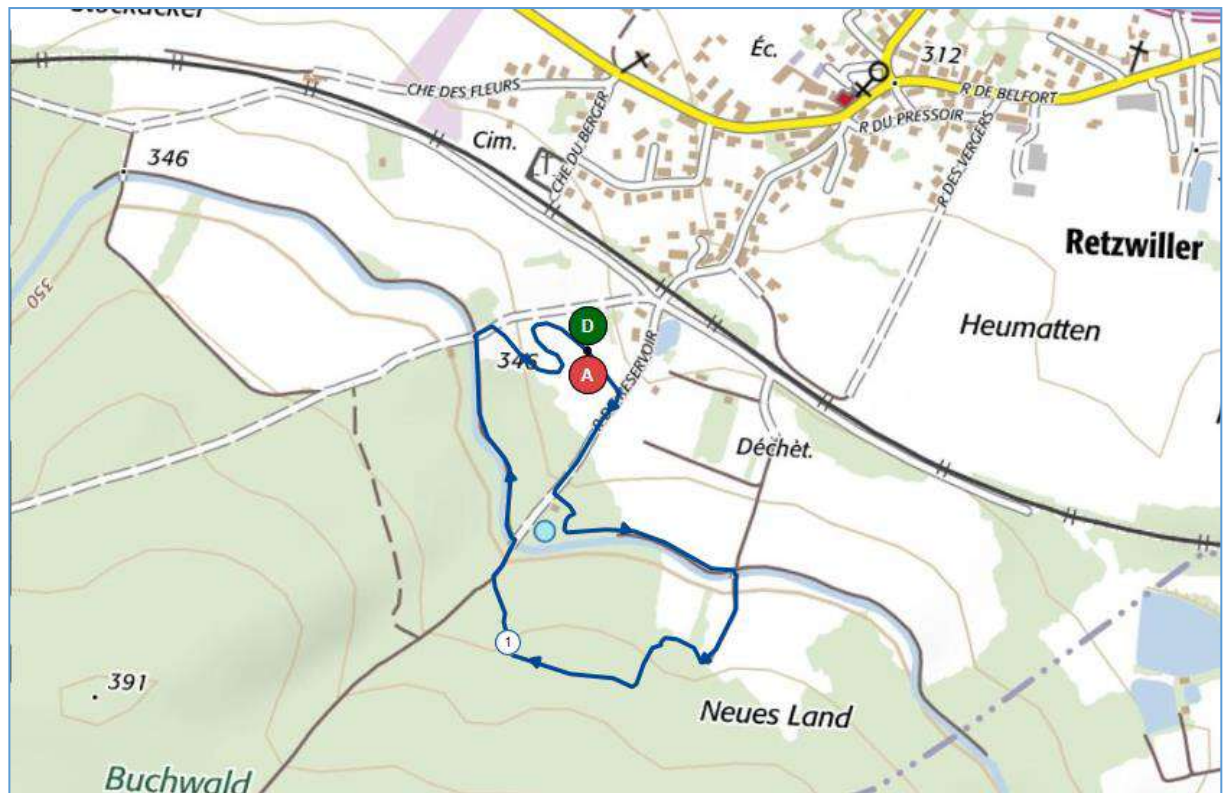 Éc.
312
CHE DES FLEURS
R DE BELFORT
R DU PRESSOIR
Cim.
CHE DU BERGER
R DES VERGERS
346
Retzwiller
350
D
Heumatten
346
A
Déchèt.
1
391
Neues Land
Buchwald